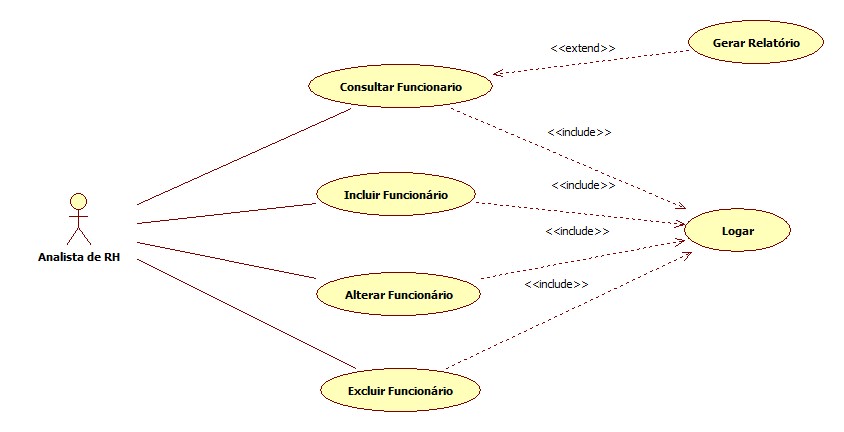 Gerar Relatório
<<extend>>
Consultar Funcionario
<<include>>
<<include>>
Incluir Funcionário
<<include>>
Logar
Analista de RH
<<include>>
Alterar Funcionário
Excluir Funcionário